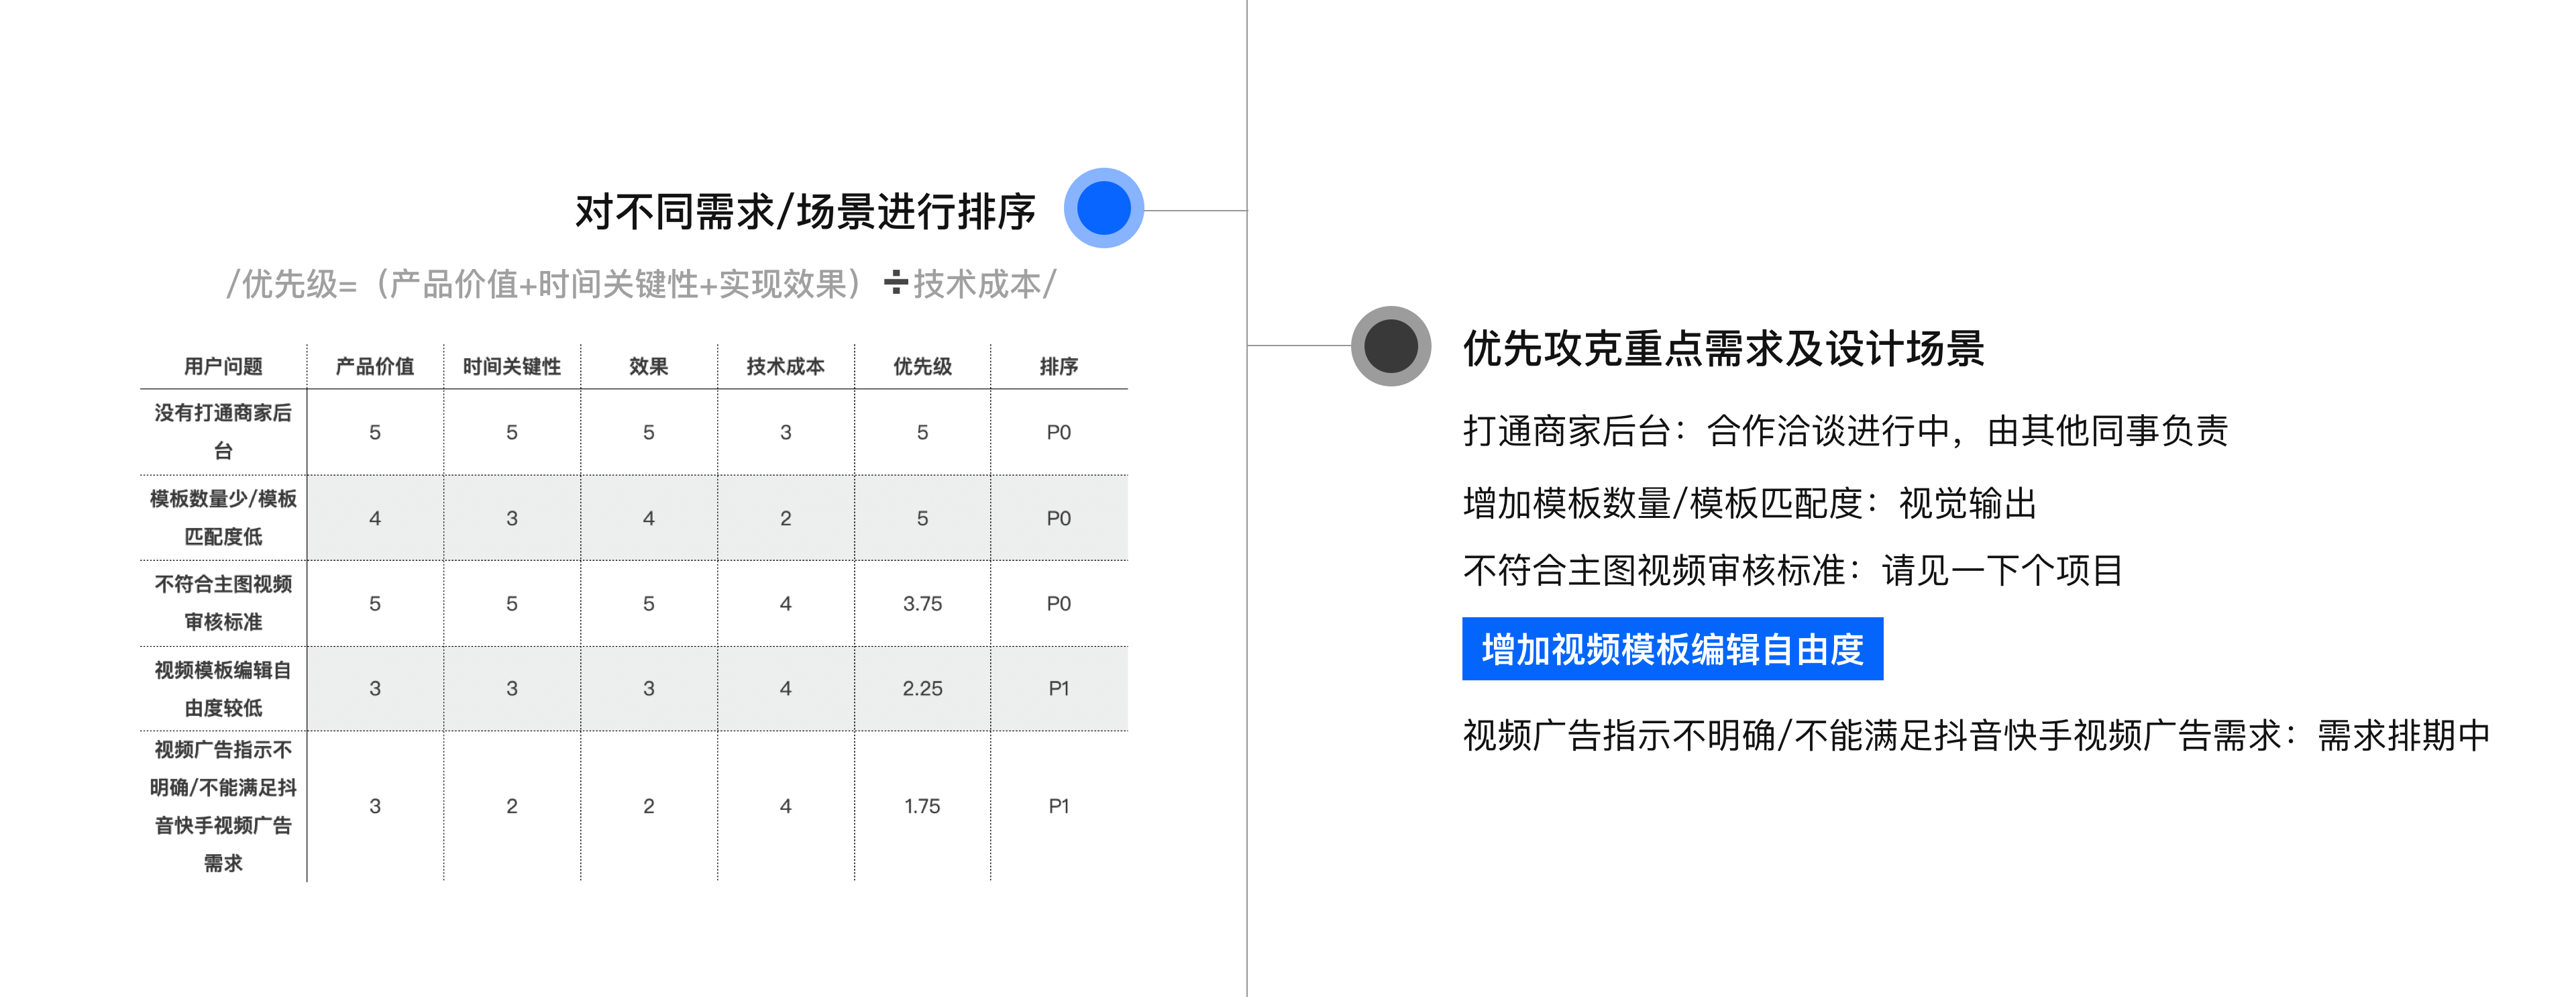 对不同需求/场景进行排序
/优先级=（产品价值+时间关键性+实现效果）÷技术成本/
用户问题 产品价值 时间关键性 效果 技术成本 优先级 排序
没有打通商家后
台
5 5 5 3 5 P0
模板数量少/模板
匹配度低
4 3 4 2 5 P0
不符合主图视频
审核标准
5 5 5 4 3.75 P0
视频模板编辑自
由度较低
3 3 3 4 2.25 P1
视频广告指示不
明确/不能满足抖
音快手视频广告
需求
3 2 2 4 1.75 P1
优先攻克重点需求及设计场景
打通商家后台：合作洽谈进行中，由其他同事负责
增加模板数量/模板匹配度：视觉输出
不符合主图视频审核标准：请见一下个项目
增加视频模板编辑自由度
视频广告指示不明确/不能满足抖音快手视频广告需求：需求排期中